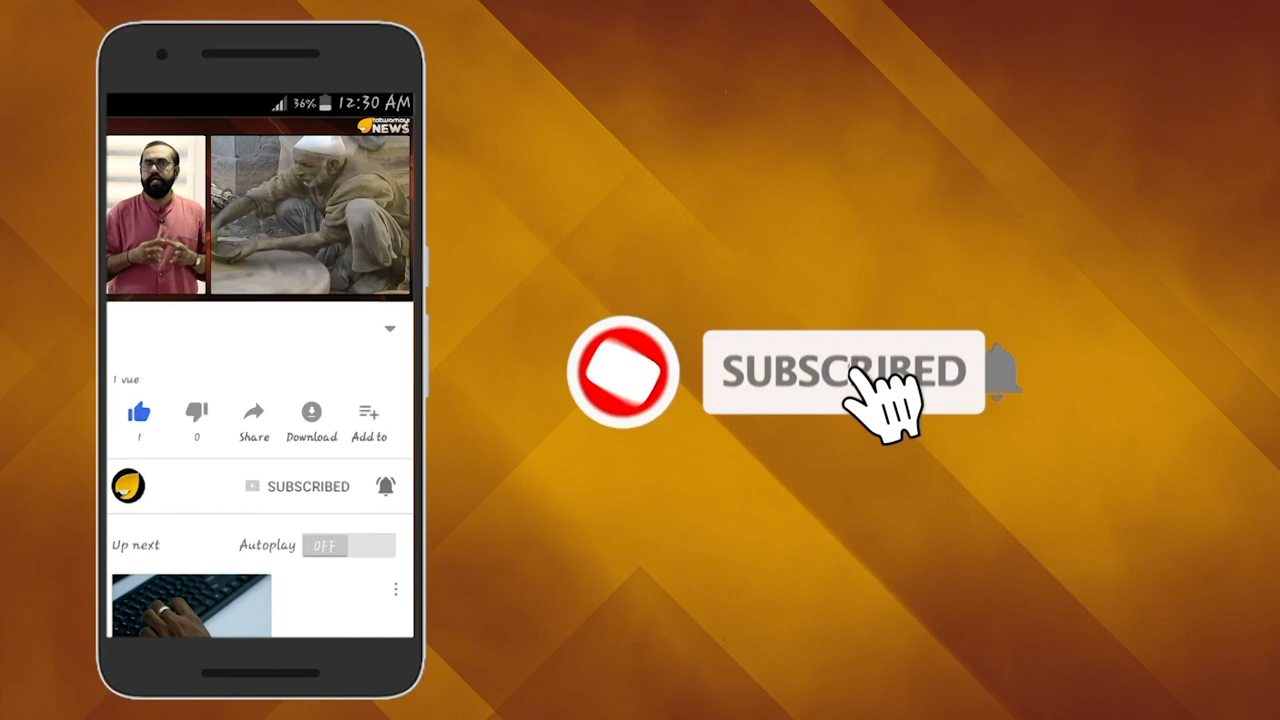 36% 12:30 AM
tatwamayi
NEWS
1 vue
1 0 Share Download Add to
SUBSCRIBED
Up next Autoplay OFF
SUBSCRIBED